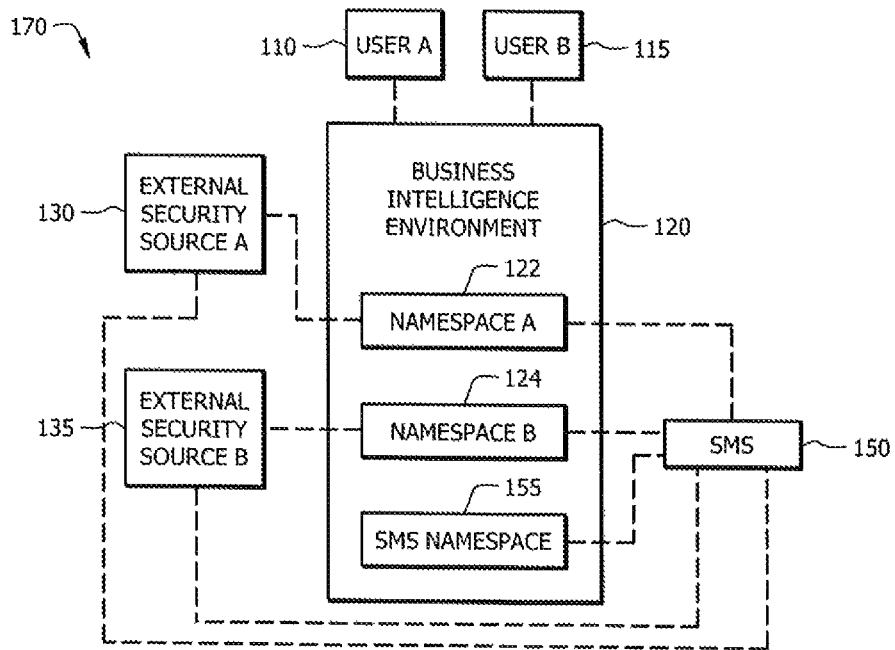 170
110
USER A
USER B
115
EXTERNAL
SECURITY
SOURCE A
130
BUSINESS
INTELLIGENCE
ENVIRONMENT
120
122
NAMESPACE A
124
NAMESPACE B
EXTERNAL
SECURITY
SOURCE B
135
SMS
150
155
SMS NAMESPACE